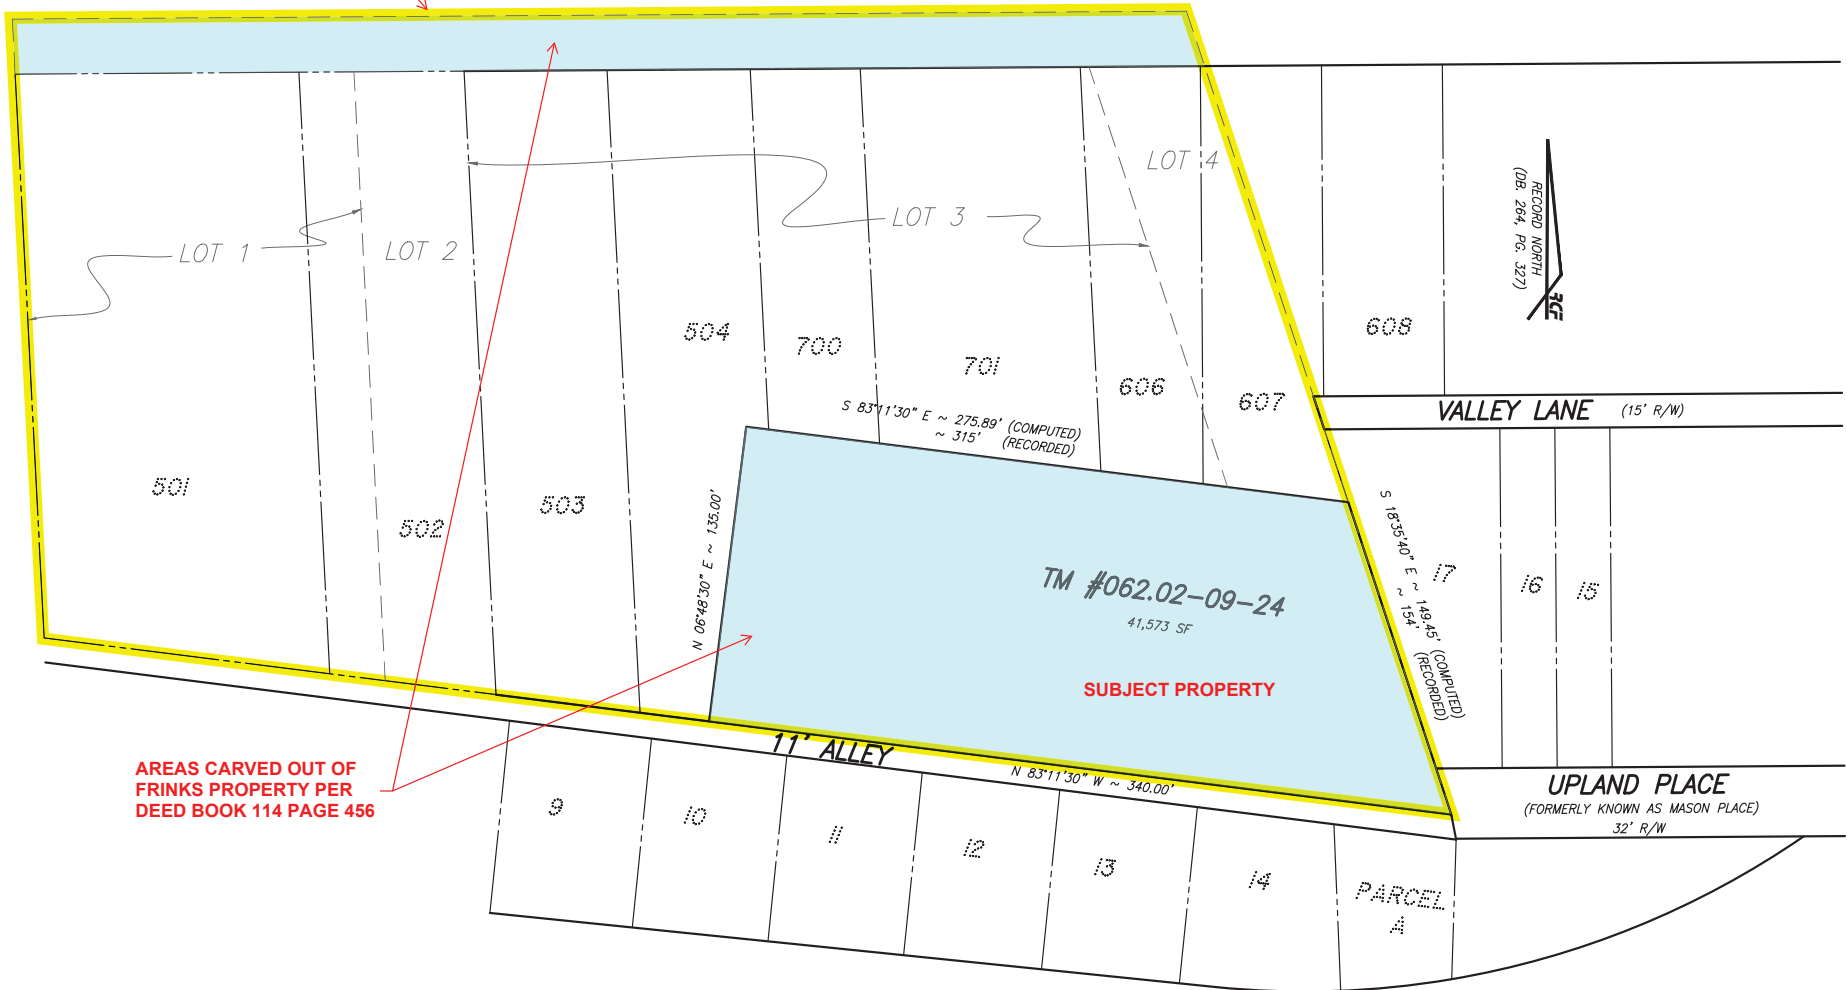 LOT 4
RECORD NORTH
(DB. 264, PG. 327)
RGF
LOT 1
LOT 2
LOT 3
504
700
701
606
607
608
S 83°11'30" E ~ 275.89' (COMPUTED)
~ 315' (RECORDED)
VALLEY LANE (15' R/W)
501
502
503
N 06°48'30" E ~ 135.00'
TM #062.02-09-24
41,573 SF
SUBJECT PROPERTY
S 18°35'40" E ~ 149.45' (COMPUTED)
~ 154' (RECORDED)
17
16
15
11' ALLEY
N 83°11'30" W ~ 340.00'
UPLAND PLACE
(FORMERLY KNOWN AS MASON PLACE)
32' R/W
AREAS CARVED OUT OF
FRINKS PROPERTY PER
DEED BOOK 114 PAGE 456
9
10
11
12
13
14
PARCEL
A